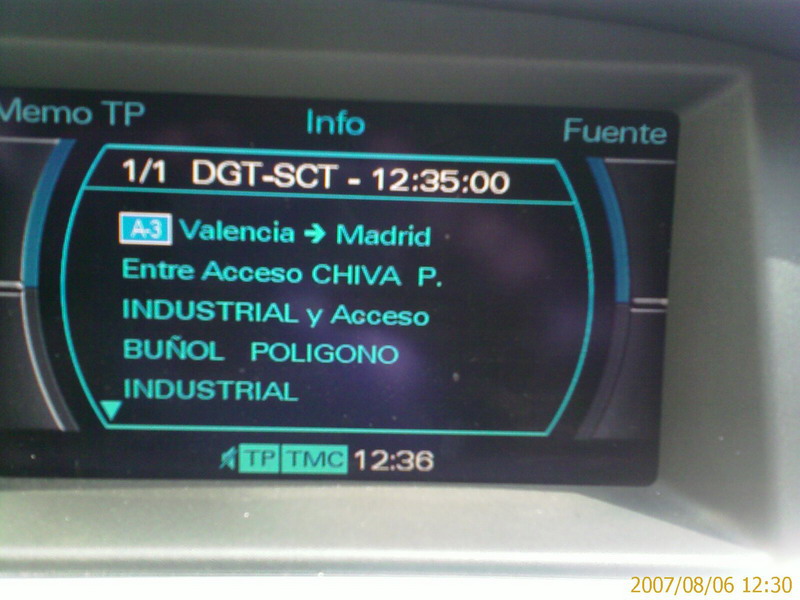 Memo TP Info Fuente
1/1 DGT-SCT - 12:35:00
A-3 Valencia → Madrid
Entre Acceso CHIVA P.
INDUSTRIAL y Acceso
BUÑOL POLIGONO
INDUSTRIAL
TP TMC 12:36
2007/08/06 12:30